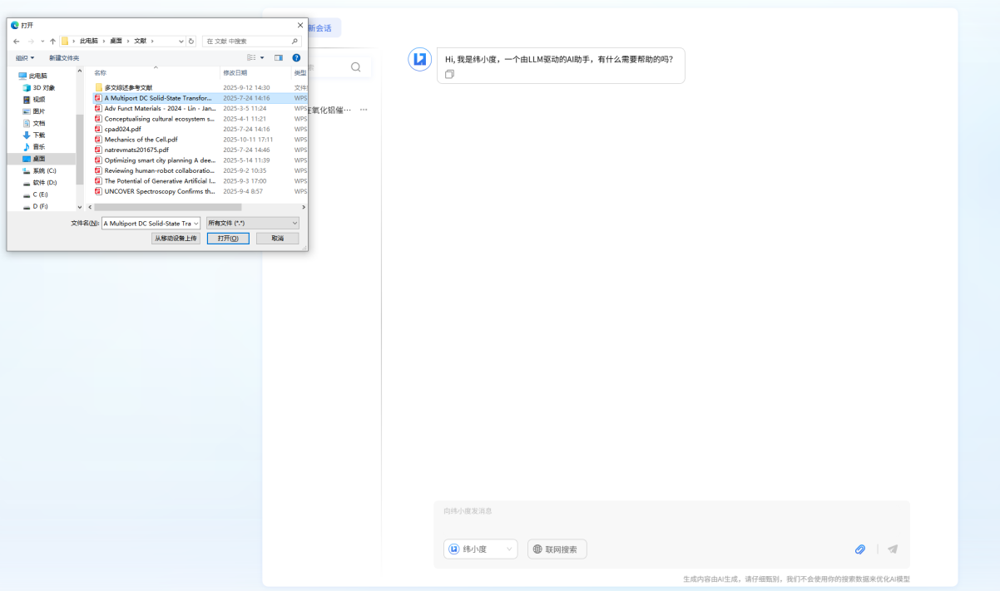 打开
此电脑 › 桌面 › 文献 ›
在 文献 中搜索
组织
新建文件夹
此电脑
3D 对象
视频
图片
文档
下载
音乐
桌面
系统 (C:)
软件 (D:)
C (E:)
D (F:)
名称 修改日期 类型
多文综述参考文献 2025-9-12 14:30 文件
A Multiport DC Solid-State Transfor... 2025-7-24 14:16 WPS
Adv Funct Materials - 2024 - Lin - Jan... 2025-3-5 11:24 WPS
Conceptualising cultural ecosystem s... 2025-4-1 11:21 WPS
cpad024.pdf 2025-7-24 14:16 WPS
Mechanics of the Cell.pdf 2025-10-11 17:11 WPS
natrevmats201675.pdf 2025-7-24 14:46 WPS
Optimizing smart city planning A dee... 2025-5-14 11:39 WPS
Reviewing human-robot collaboratio... 2025-9-2 10:35 WPS
The Potential of Generative Artificial I... 2025-9-3 17:00 WPS
UNCOVER Spectroscopy Confirms th... 2025-9-4 8:57 WPS
文件名(N): A Multiport DC Solid-State Tra
所有文件 (*.*)
从移动设备上传 打开(O) 取消
新会话
在氧化铝催… ···
Hi, 我是纬小度，一个由LLM驱动的AI助手，有什么需要帮助的吗？
向纬小度发消息
纬小度
联网搜索
生成内容由AI生成，请仔细甄别，我们不会使用你的搜索数据来优化AI模型